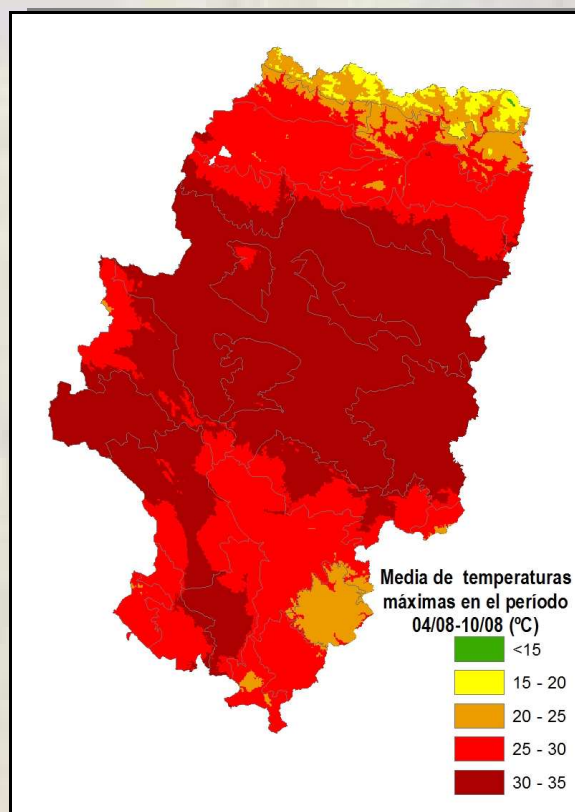 Media de temperaturas
máximas en el período
04/08-10/08 (ºC)
<15
15 - 20
20 - 25
25 - 30
30 - 35